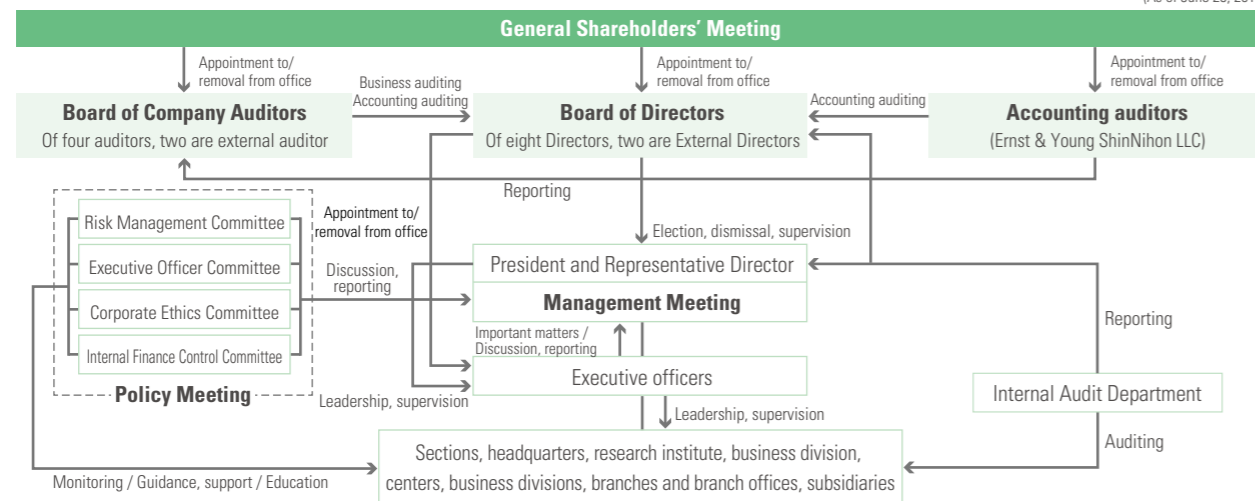 General Shareholders' Meeting
Appointment to/
removal from office
Appointment to/
removal from office
Appointment to/
removal from office
Business auditing
Accounting auditing
Accounting auditing
Board of Company Auditors
Of four auditors, two are external auditor
Board of Directors
Of eight Directors, two are External Directors
Accounting auditors
(Ernst & Young ShinNihon LLC)
Reporting
Risk Management Committee
Executive Officer Committee
Corporate Ethics Committee
Internal Finance Control Committee
Policy Meeting
Appointment to/
removal from office
Discussion,
reporting
Election, dismissal, supervision
President and Representative Director
Management Meeting
Important matters /
Discussion, reporting
Executive officers
Leadership, supervision
Leadership, supervision
Reporting
Internal Audit Department
Auditing
Sections, headquarters, research institute, business division,
centers, business divisions, branches and branch offices, subsidiaries
Monitoring / Guidance, support / Education